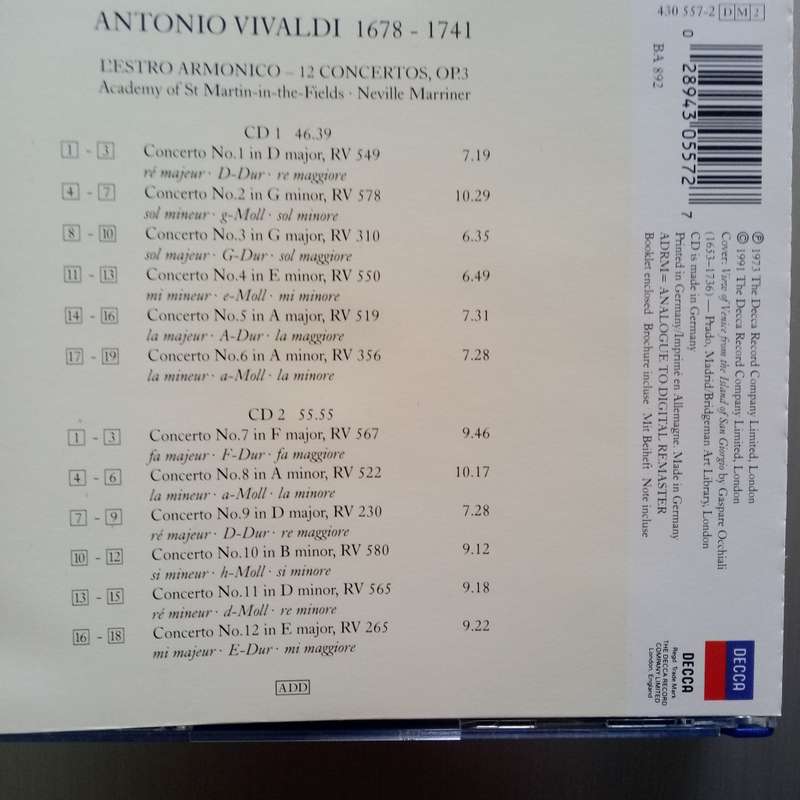 ANTONIO VIVALDI 1678 - 1741
L'ESTRO ARMONICO – 12 CONCERTOS, OP.3
Academy of St Martin-in-the-Fields · Neville Marriner
CD 1 46.39
1 - 3 Concerto No.1 in D major, RV 549 7.19
ré majeur · D-Dur · re maggiore
4 - 7 Concerto No.2 in G minor, RV 578 10.29
sol mineur · g-Moll · sol minore
8 - 10 Concerto No.3 in G major, RV 310 6.35
sol majeur · G-Dur · sol maggiore
11 - 13 Concerto No.4 in E minor, RV 550 6.49
mi mineur · e-Moll · mi minore
14 - 16 Concerto No.5 in A major, RV 519 7.31
la majeur · A-Dur · la maggiore
17 - 19 Concerto No.6 in A minor, RV 356 7.28
la mineur · a-Moll · la minore
CD 2 55.55
1 - 3 Concerto No.7 in F major, RV 567 9.46
fa majeur · F-Dur · fa maggiore
4 - 6 Concerto No.8 in A minor, RV 522 10.17
la mineur · a-Moll · la minore
7 - 9 Concerto No.9 in D major, RV 230 7.28
ré majeur · D-Dur · re maggiore
10 - 12 Concerto No.10 in B minor, RV 580 9.12
si mineur · h-Moll · si minore
13 - 15 Concerto No.11 in D minor, RV 565 9.18
ré mineur · d-Moll · re minore
16 - 18 Concerto No.12 in E major, RV 265 9.22
mi majeur · E-Dur · mi maggiore
ADD
430 557-2 DM2
BA 892
0 28943 05572 7
℗ 1973 The Decca Record Company Limited, London
© 1991 The Decca Record Company Limited, London
Cover: View of Venice from the Island of San Giorgio by Gaspare Occhiali
(1653–1736) — Prado, Madrid/Bridgeman Art Library, London
CD is made in Germany
Printed in Germany/Imprimé en Allemagne. Made in Germany
ADRM = ANALOGUE TO DIGITAL REMASTER
Booklet enclosed Brochure incluse Mit Beiheft Note incluse
DECCA
DECCA
Regd. Trade Mark
THE DECCA RECORD
COMPANY LIMITED
London, England